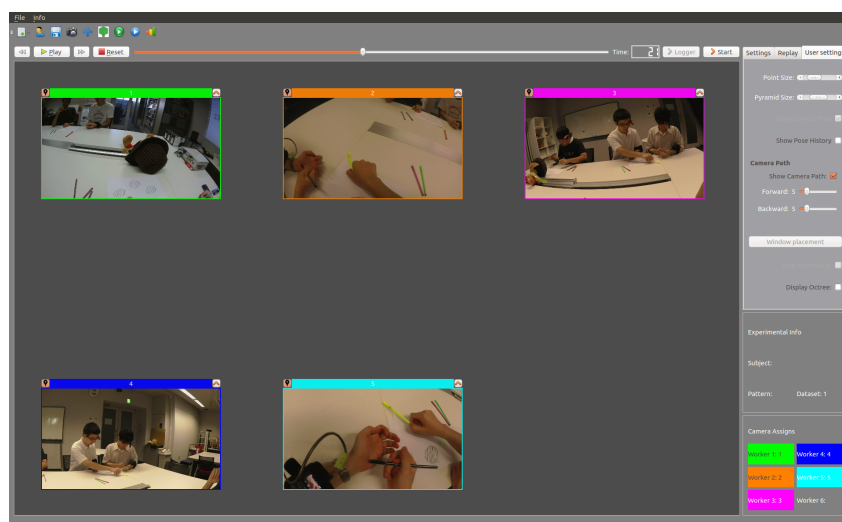 File Info
Play Reset Time: 21 Logger Start
Settings Replay User setting
1 2 3
Point Size:
Pyramid Size:
Show Pose History
Camera Path
Show Camera Path:
Forward: 5
Backward: 5
Window placement
Display Octree:
Experimental Info
Subject:
4 5
Pattern: Dataset: 1
Camera Assigns
Worker 1: 1 Worker 4: 4
Worker 2: 2 Worker 5: 5
Worker 3: 3 Worker 6: